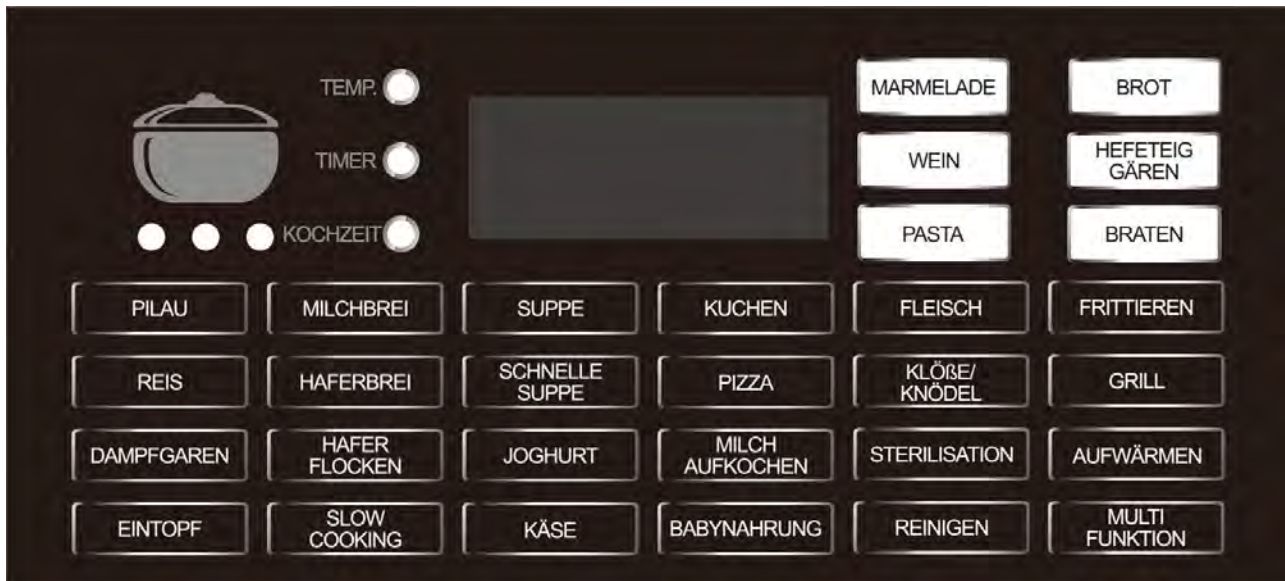 TEMP.
MARMELADE
BROT
TIMER
WEIN
HEFETEIG
GÄREN
KOCHZEIT
PASTA
BRATEN
PILAU
MILCHBREI
SUPPE
KUCHEN
FLEISCH
FRITTIEREN
REIS
HAFERBREI
SCHNELLE
SUPPE
PIZZA
KLÖßE/
KNÖDEL
GRILL
DAMPFGAREN
HAFER
FLOCKEN
JOGHURT
MILCH
AUFKOCHEN
STERILISATION
AUFWÄRMEN
EINTOPF
SLOW
COOKING
KÄSE
BABYNAHRUNG
REINIGEN
MULTI
FUNKTION